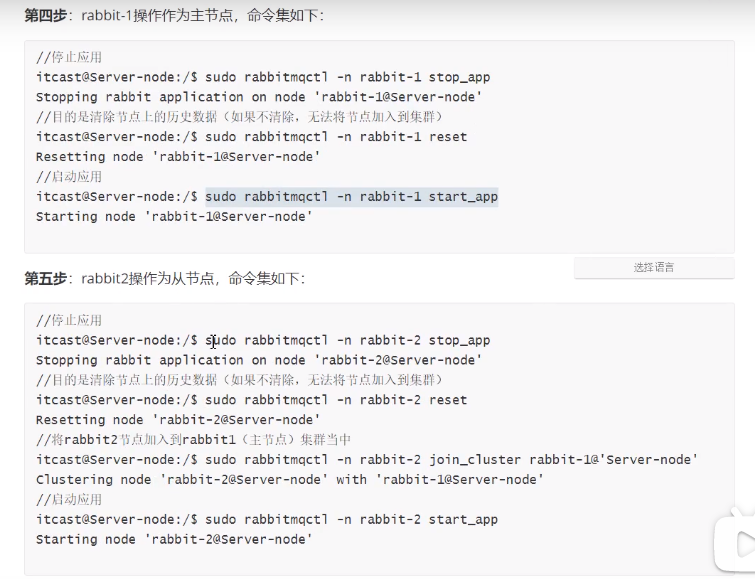 第四步：rabbit-1操作作为主节点，命令集如下：
//停止应用
itcast@Server-node:/$ sudo rabbitmqctl -n rabbit-1 stop_app
Stopping rabbit application on node 'rabbit-1@Server-node'
//目的是清除节点上的历史数据（如果不清除，无法将节点加入到集群）
itcast@Server-node:/$ sudo rabbitmqctl -n rabbit-1 reset
Resetting node 'rabbit-1@Server-node'
//启动应用
itcast@Server-node:/$ sudo rabbitmqctl -n rabbit-1 start_app
Starting node 'rabbit-1@Server-node'
选择语言
第五步：rabbit2操作为从节点，命令集如下：
//停止应用
itcast@Server-node:/$ sudo rabbitmqctl -n rabbit-2 stop_app
Stopping rabbit application on node 'rabbit-2@Server-node'
//目的是清除节点上的历史数据（如果不清除，无法将节点加入到集群）
itcast@Server-node:/$ sudo rabbitmqctl -n rabbit-2 reset
Resetting node 'rabbit-2@Server-node'
//将rabbit2节点加入到rabbit1（主节点）集群当中
itcast@Server-node:/$ sudo rabbitmqctl -n rabbit-2 join_cluster rabbit-1@'Server-node'
Clustering node 'rabbit-2@Server-node' with 'rabbit-1@Server-node'
//启动应用
itcast@Server-node:/$ sudo rabbitmqctl -n rabbit-2 start_app
Starting node 'rabbit-2@Server-node'